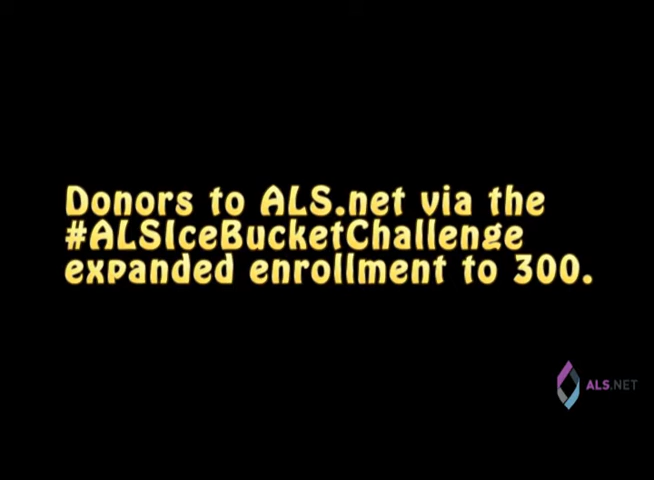 Donors to ALS.net via the
#ALSIceBucketChallenge
expanded enrollment to 300.
ALS.NET